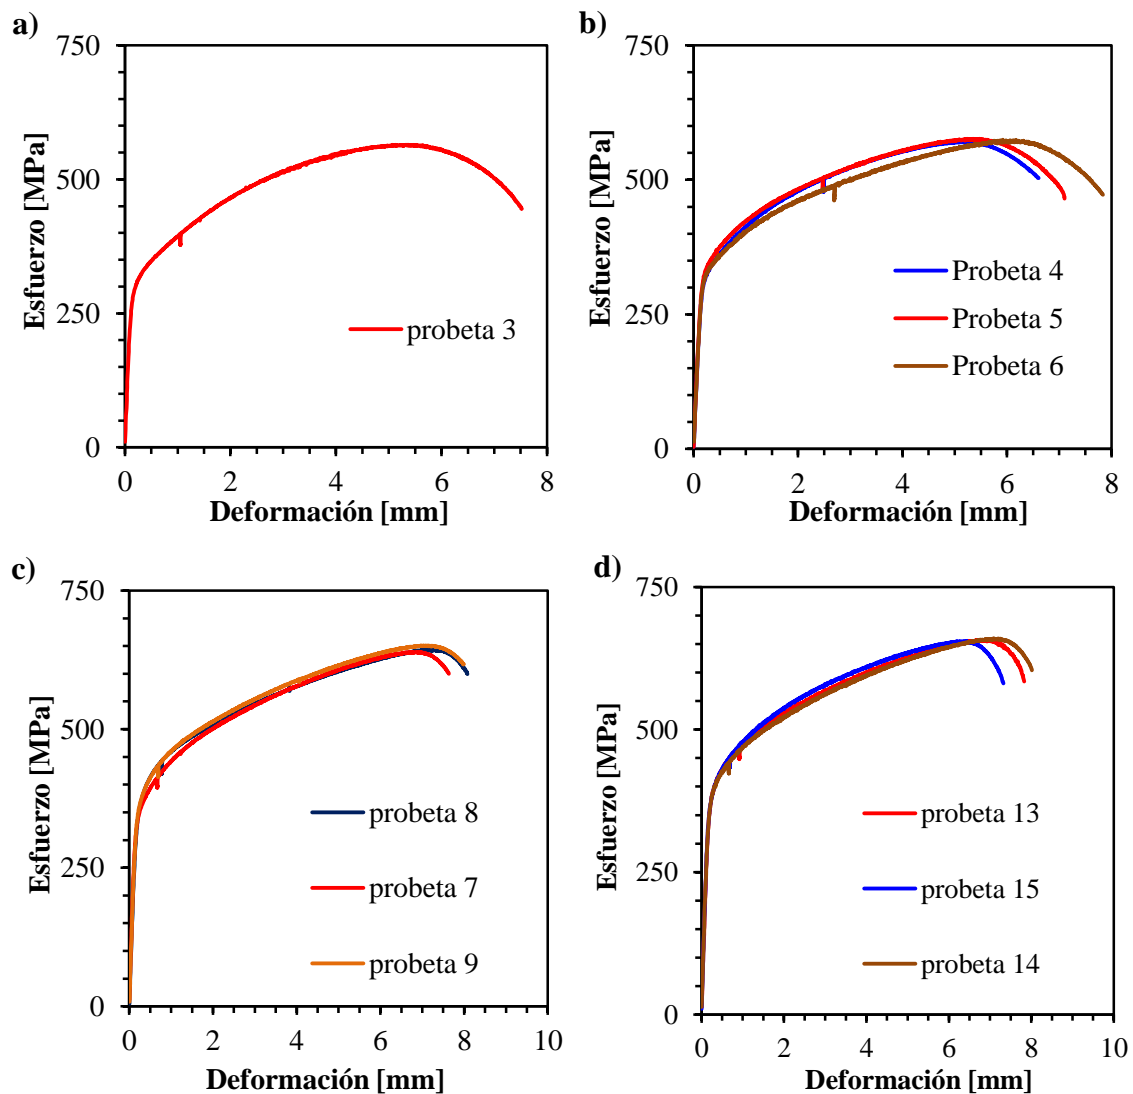 a)
750
500
250
0
0 2 4 6 8
Esfuerzo [MPa]
Deformación [mm]
probeta 3
b)
750
500
250
0
0 2 4 6 8
Esfuerzo [MPa]
Deformación [mm]
Probeta 4
Probeta 5
Probeta 6
c)
750
500
250
0
0 2 4 6 8 10
Esfuerzo [MPa]
Deformación [mm]
probeta 8
probeta 7
probeta 9
d)
750
500
250
0
0 2 4 6 8 10
Esfuerzo [MPa]
Deformación [mm]
probeta 13
probeta 15
probeta 14